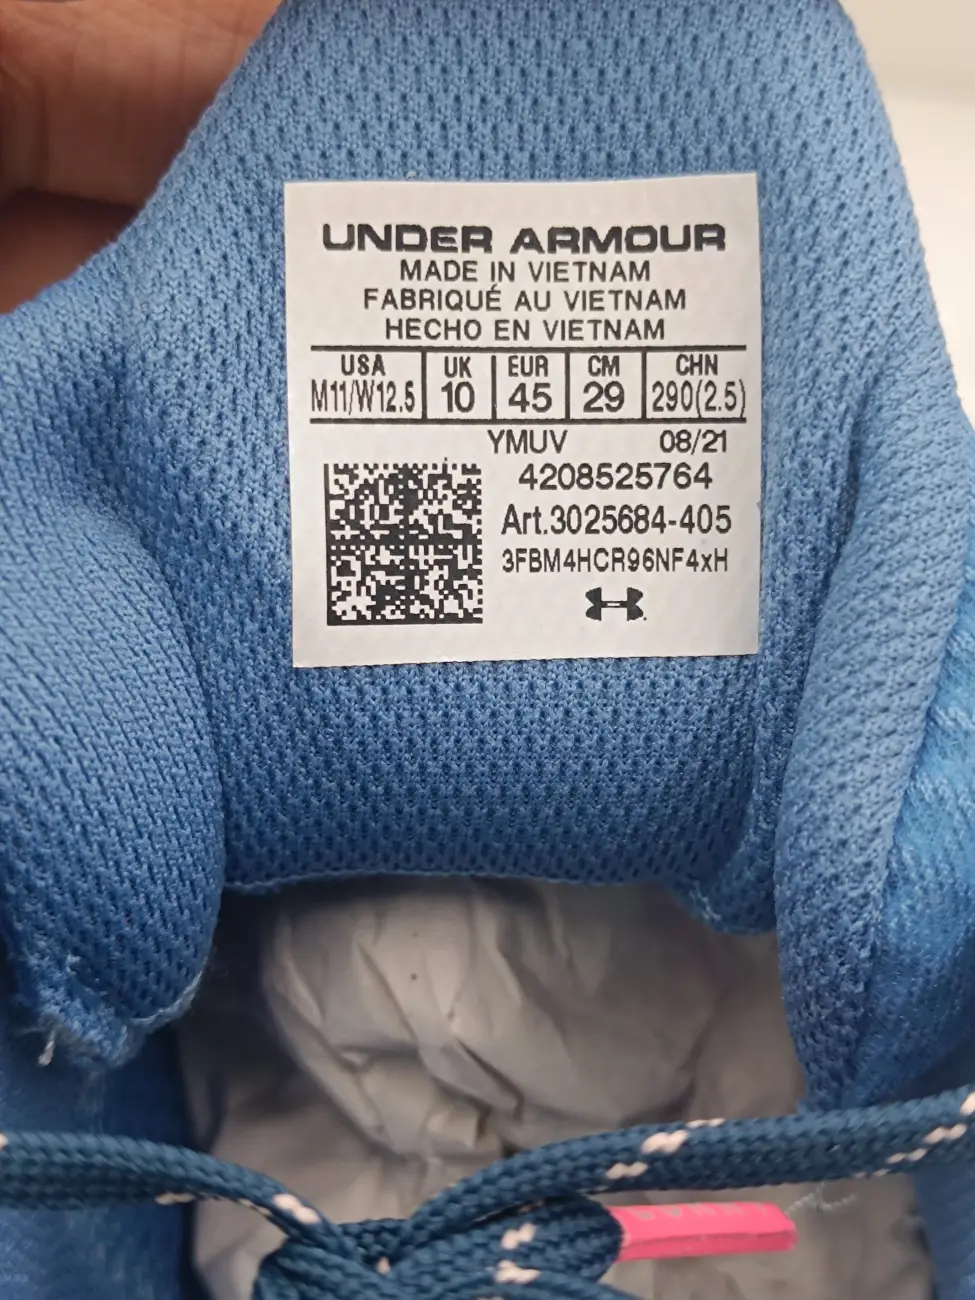 UNDER ARMOUR
MADE IN VIETNAM
FABRIQUÉ AU VIETNAM
HECHO EN VIETNAM
USA UK EUR CM CHN
M11/W12.5 10 45 29 290(2.5)
YMUV 08/21
4208525764
Art.3025684-405
3FBM4HCR96NF4xH